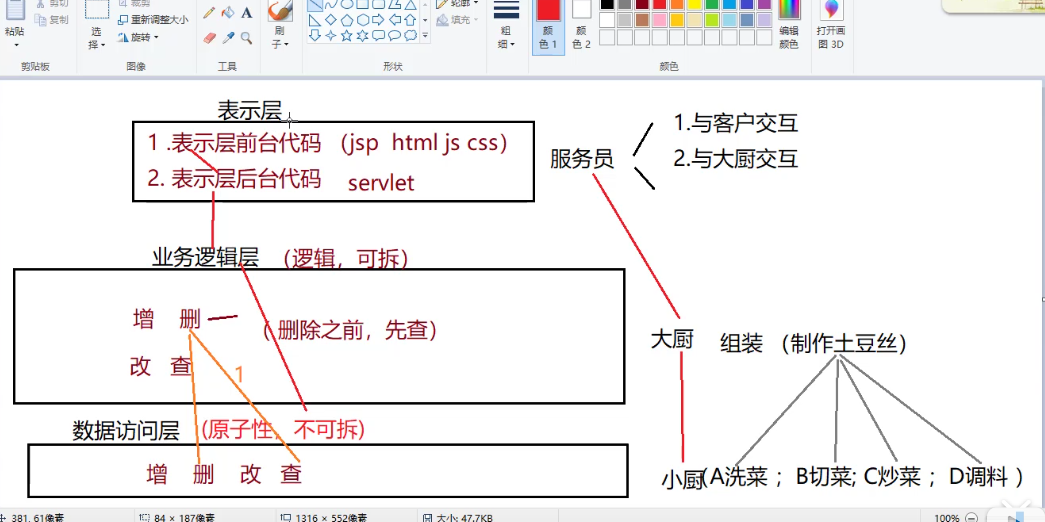 剪切
轮廓
粘贴
复制
选择
裁剪
重新调整大小
旋转
刷子
填充
粗细
颜色 1
颜色 2
编辑颜色
打开画图 3D
剪贴板
图像
工具
形状
颜色
表示层
1 .表示层前台代码 （jsp html js css）
2. 表示层后台代码 servlet
服务员
1.与客户交互
2.与大厨交互
业务逻辑层 （逻辑，可拆）
增 删 （ 删除之前，先查）
改 查
1
大厨 组装 （制作土豆丝）
数据访问层 （原子性，不可拆）
增 删 改 查
小厨（A洗菜 ；B切菜; C炒菜 ；D调料 ）
381, 61像素
84 × 187像素
1316 × 552像素
大小: 47.7KB
100%